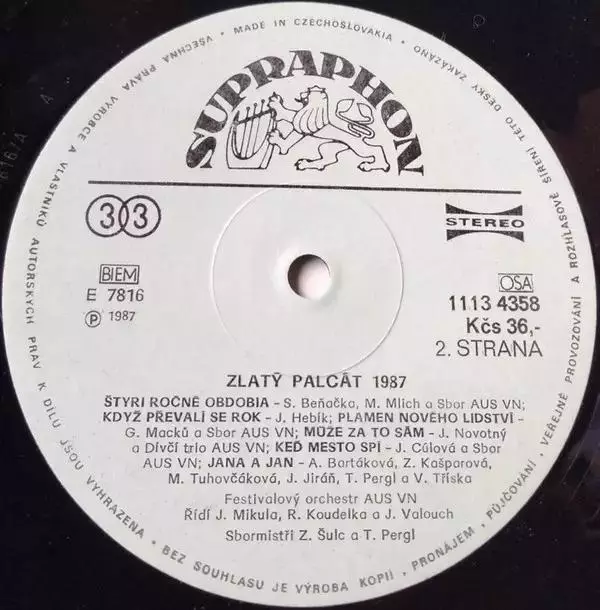 SUPRAPHON
33
STEREO
BIEM
E 7816
Ⓟ 1987
OSA
1113 4358
Kčs 36,-
2. STRANA
ZLATÝ PALCÁT 1987
ŠTYRI ROČNÉ OBDOBIA - S. Beňačka, M. Mlich a Sbor AUS VN;
KDYŽ PŘEVALÍ SE ROK - J. Hebík; PLAMEN NOVÉHO LIDSTVÍ -
G. Macků a Sbor AUS VN; MŮŽE ZA TO SÁM - J. Novotný
a Dívčí trio AUS VN; KEĎ MESTO SPÍ - J. Cúlová a Sbor
AUS VN; JANA A JAN - A. Bartáková, Z. Kašparová,
M. Tuhovčáková, J. Jiráň, T. Pergl a V. Tříska
Festivalový orchestr AUS VN
Řídí J. Mikula, R. Koudelka a J. Valouch
Sbormistři Z. Šulc a T. Pergl
MADE IN CZECHOSLOVAKIA • VŠECHNA PRÁVA VÝROBCE A VLASTNÍKŮ AUTORSKÝCH PRÁV K DÍLU JSOU VYHRAZENA • BEZ SOUHLASU JE VÝROBA KOPIÍ, PRONÁJEM, PŮJČOVÁNÍ, VEŘEJNÉ PROVOZOVÁNÍ A ROZHLASOVÉ ŠÍŘENÍ TÉTO DESKY ZAKÁZÁNO •